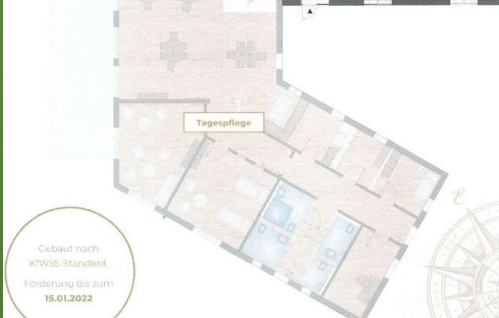 Tagespflege
Gebaut nach
KfW55-Standard.
Förderung bis zum
15.01.2022